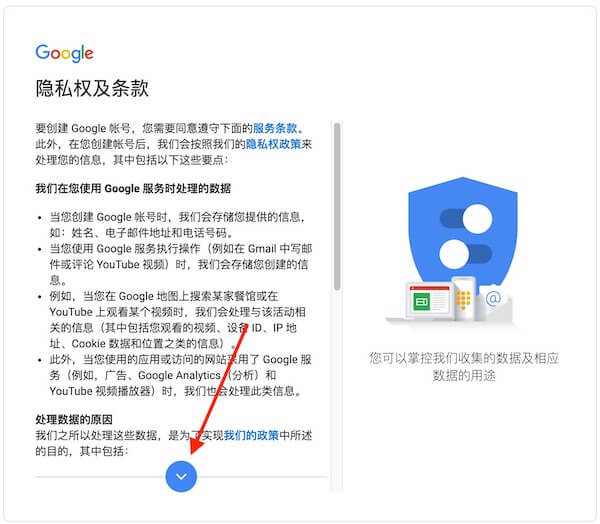 Google
隐私权及条款
要创建 Google 帐号，您需要同意遵守下面的服务条款。
此外，在您创建帐号后，我们会按照我们的隐私权政策来
处理您的信息，其中包括以下这些要点：
我们在您使用 Google 服务时处理的数据
• 当您创建 Google 帐号时，我们会存储您提供的信息，
如：姓名、电子邮件地址和电话号码。
• 当您使用 Google 服务执行操作（例如在 Gmail 中写邮
件或评论 YouTube 视频）时，我们会存储您创建的信
息。
• 例如，当您在 Google 地图上搜索某家餐馆或在
YouTube 上观看某个视频时，我们会处理与该活动相
关的信息（其中包括您观看的视频、设备 ID、IP 地
址、Cookie 数据和位置之类的信息）。
• 此外，当您使用的应用或访问的网站采用了 Google 服
务（例如，广告、Google Analytics（分析）和
YouTube 视频播放器）时，我们也会处理此类信息。
处理数据的原因
我们之所以处理这些数据，是为了实现我们的政策中所述
的目的，其中包括：
@
您可以掌控我们收集的数据及相应
数据的用途